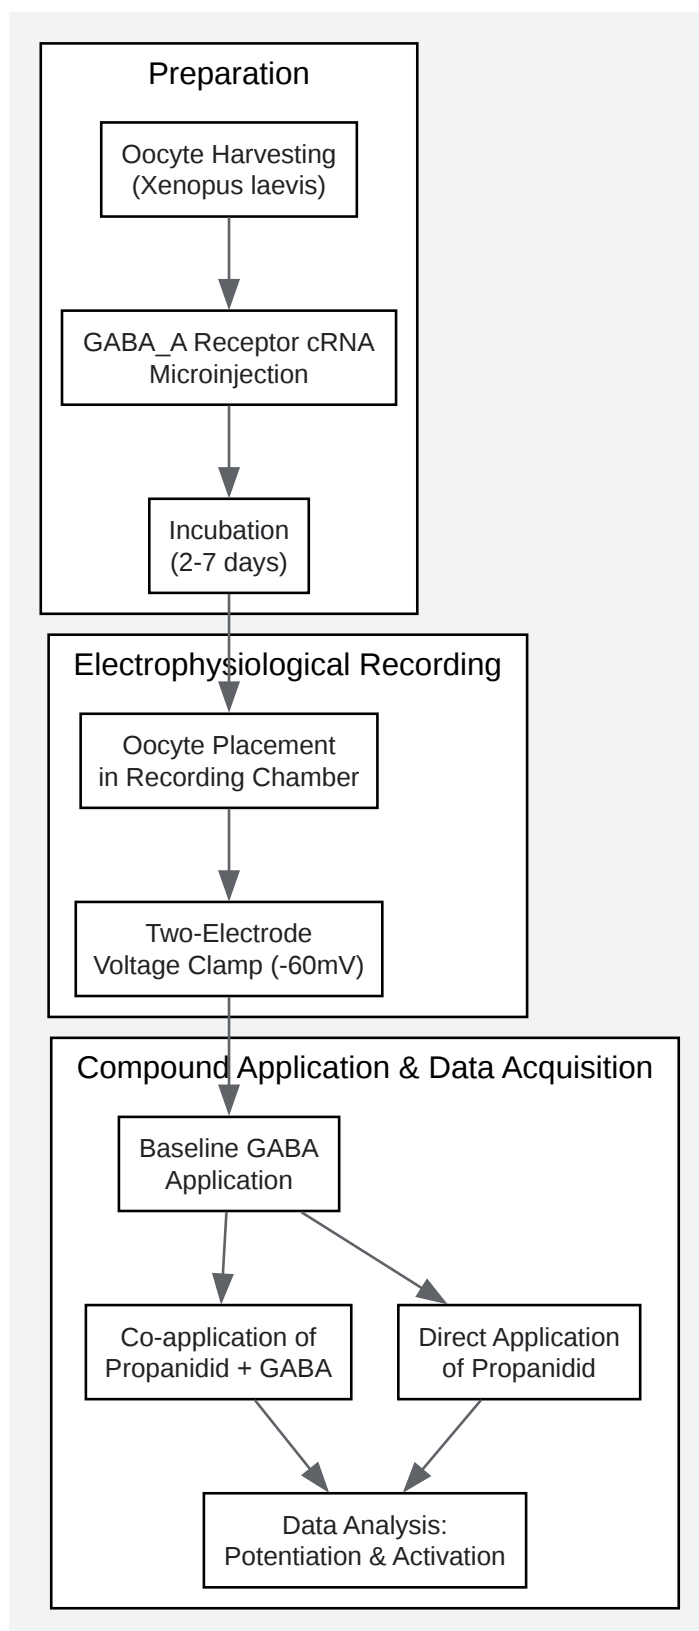 Preparation
Oocyte Harvesting
(Xenopus laevis)
GABA_A Receptor cRNA
Microinjection
Incubation
(2-7 days)
Electrophysiological Recording
Oocyte Placement
in Recording Chamber
Two-Electrode
Voltage Clamp (-60mV)
Compound Application & Data Acquisition
Baseline GABA
Application
Co-application of
Propanidid + GABA
Direct Application
of Propanidid
Data Analysis:
Potentiation & Activation